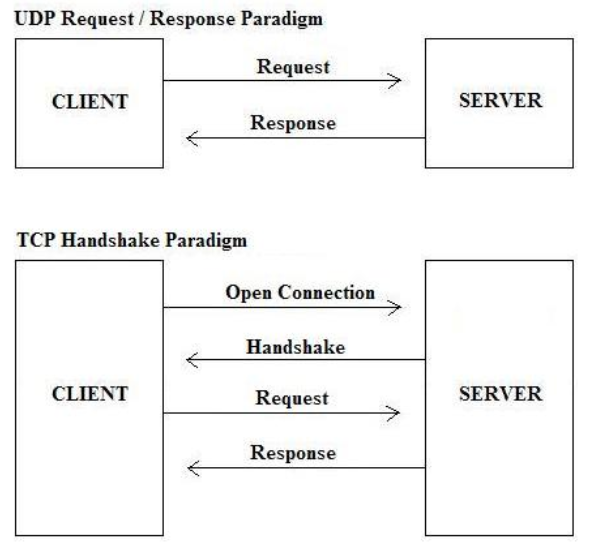 UDP Request / Response Paradigm
Request
CLIENT
SERVER
Response
TCP Handshake Paradigm
Open Connection
Handshake
CLIENT
SERVER
Request
Response